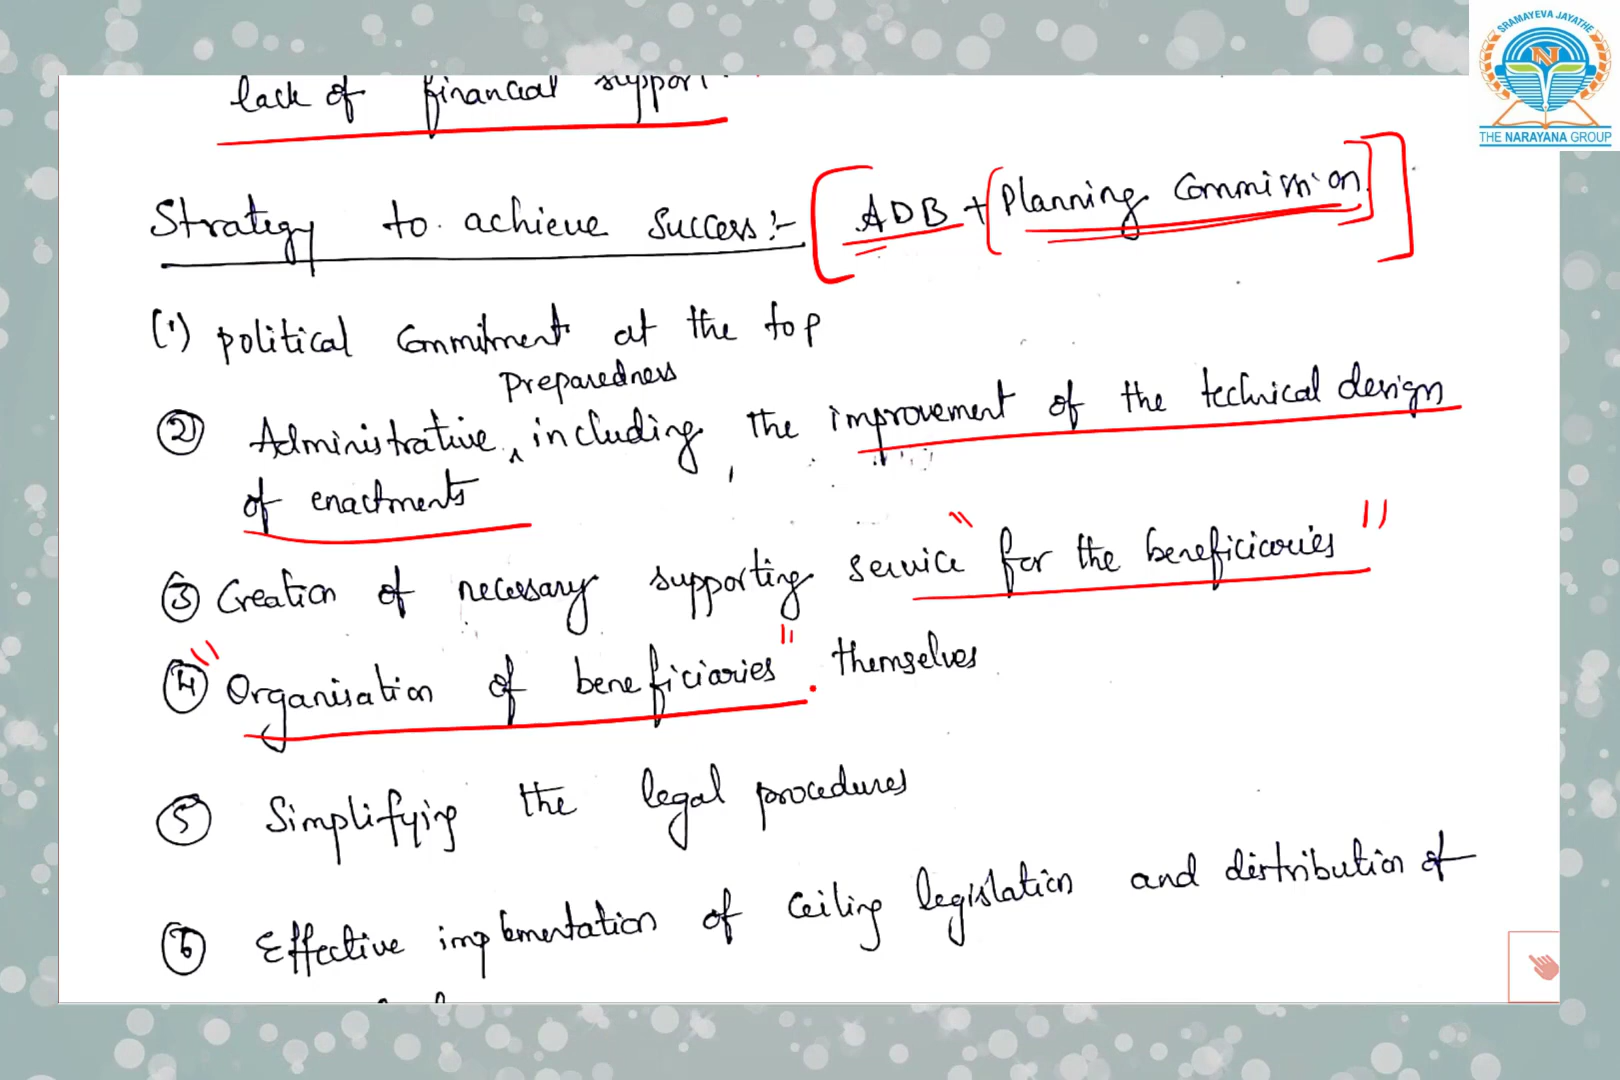 SRAMAYEVA JAYATHE
N
THE NARAYANA GROUP
lack of financial support
Strategy to achieve success:- [ADB + [Planning Commission]]
(1) political commitment at the top
preparedness
(2) Administrative ^ including, the improvement of the technical design
of enactments
(3) Creation of necessary supporting service "for the beneficiaries"
(4) "Organisation of beneficiaries". themselves
(5) Simplifying the legal procedures
(6) Effective implementation of ceiling legislation and distribution of